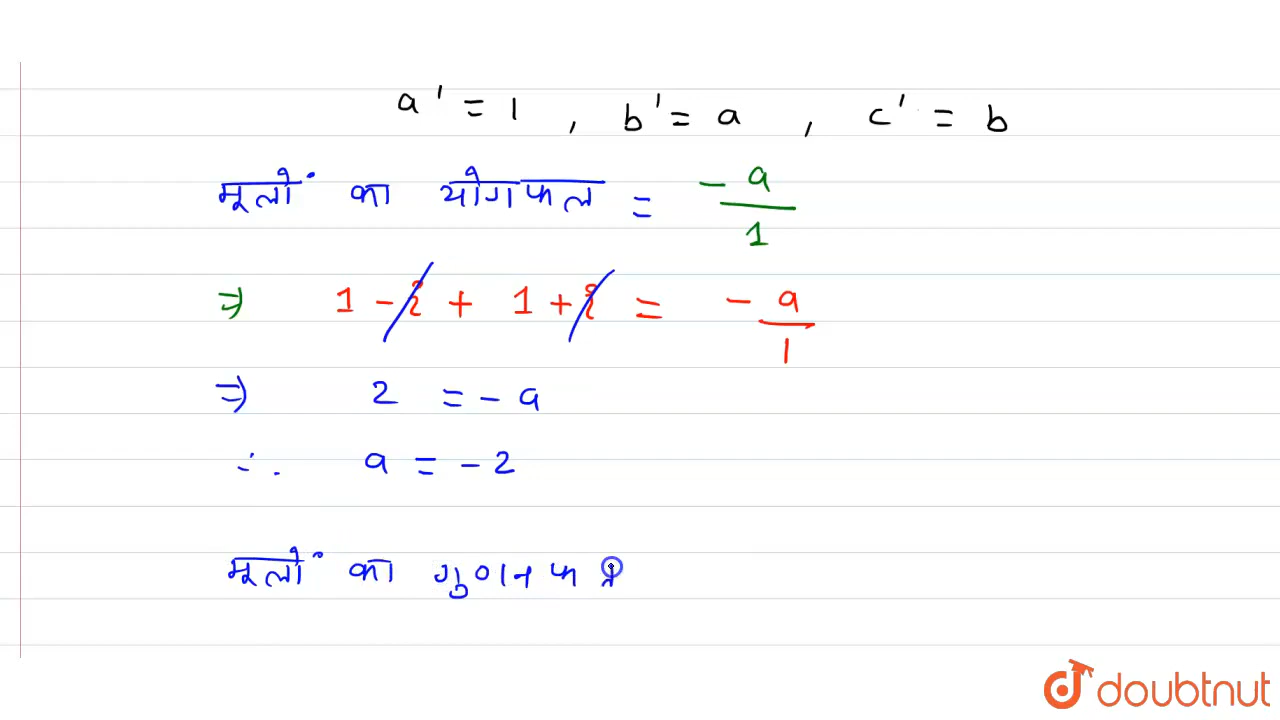 a' = 1 , b' = a , c' = b
मूलों का योगफल = -a/1
⇒ 1 - i + 1 + i = -a/1
⇒ 2 = - a
∴ a = -2
मूलों का गुणनफ
doubtnut